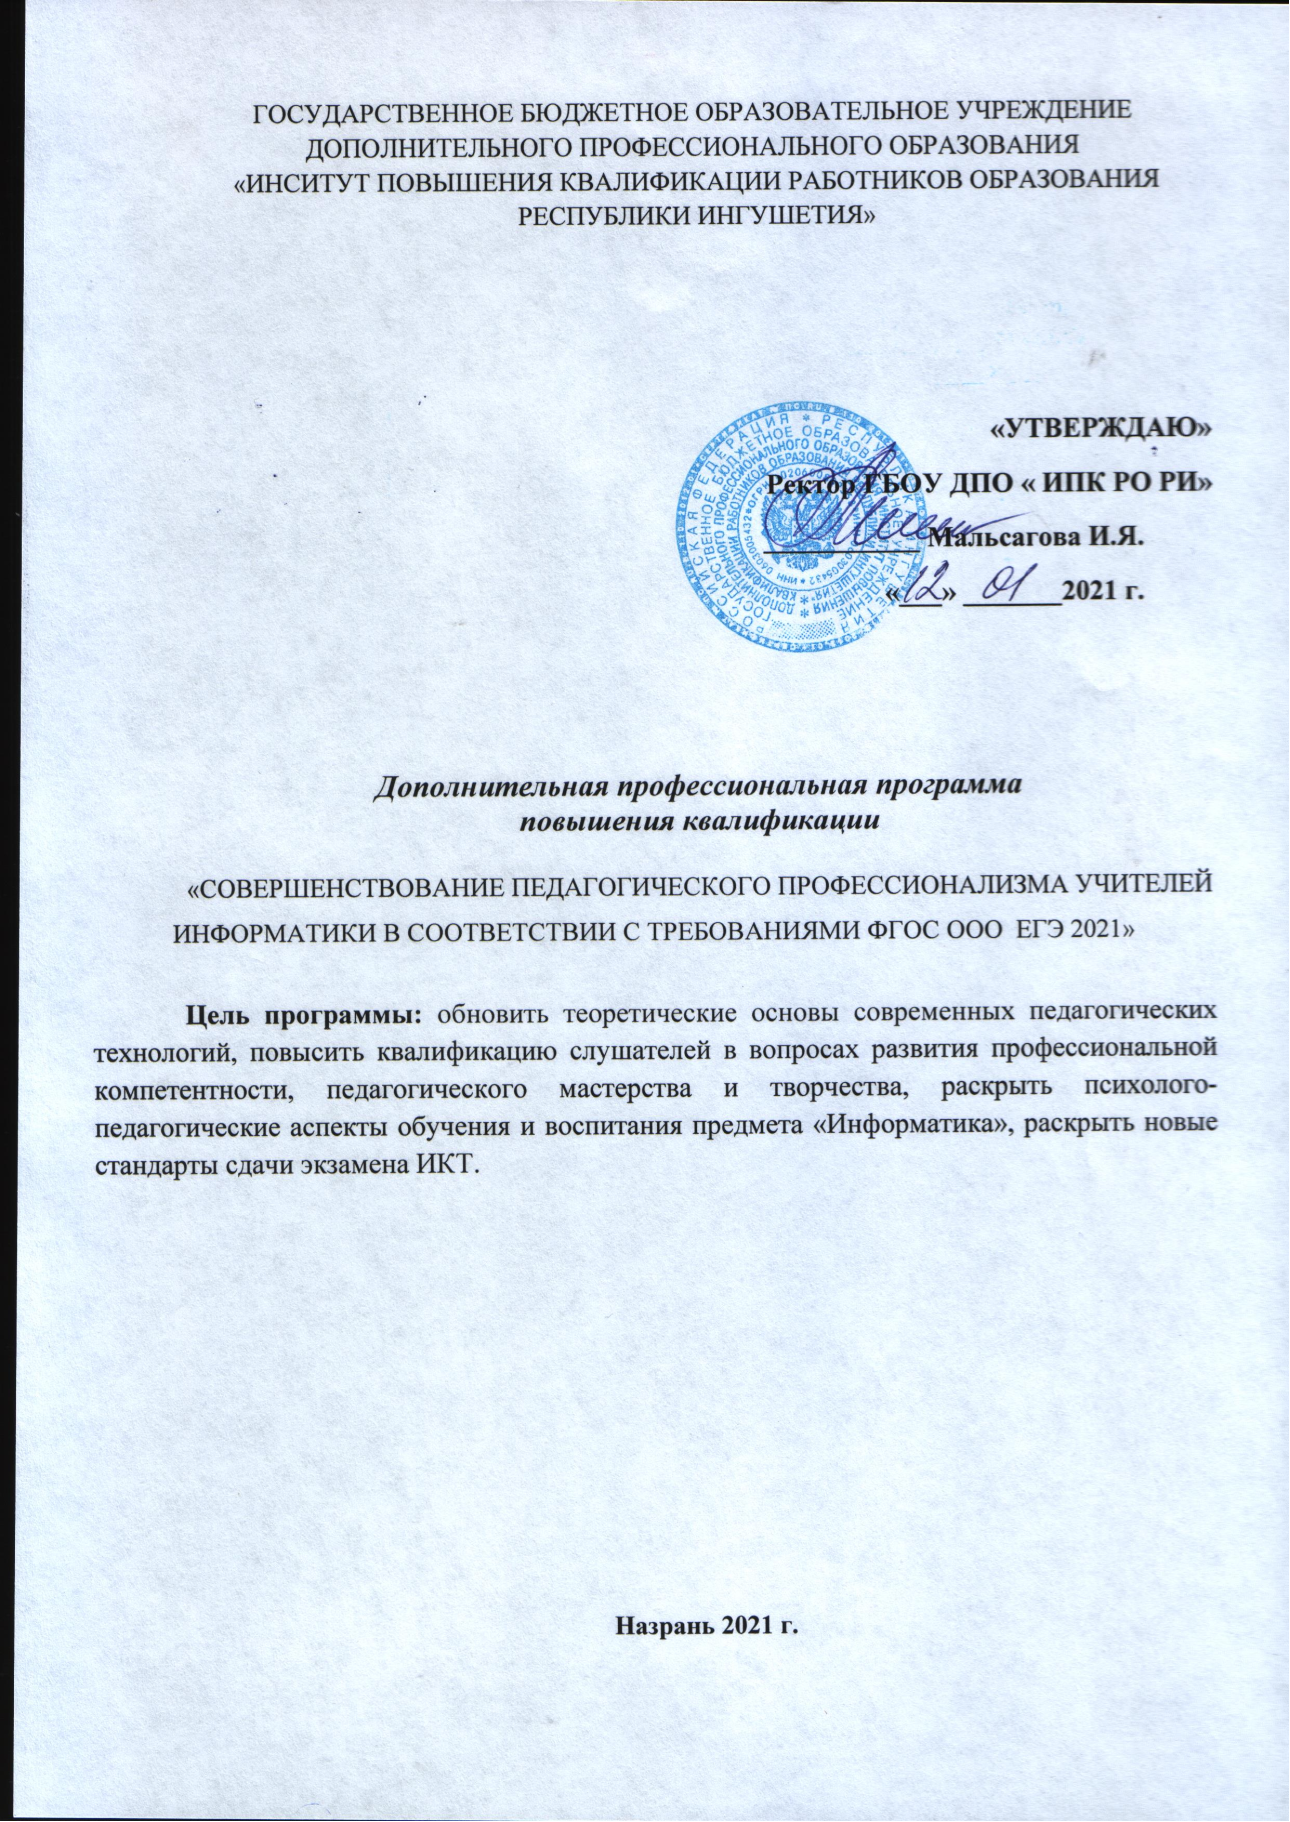 ГОСУДАРСТВЕННОЕ БЮДЖЕТНОЕ ОБРАЗОВАТЕЛЬНОЕ УЧРЕЖДЕНИЕ
ДОПОЛНИТЕЛЬНОГО ПРОФЕССИОНАЛЬНОГО ОБРАЗОВАНИЯ
«ИНСИТУТ ПОВЫШЕНИЯ КВАЛИФИКАЦИИ РАБОТНИКОВ ОБРАЗОВАНИЯ
РЕСПУБЛИКИ ИНГУШЕТИЯ»
«УТВЕРЖДАЮ»
Ректор ГБОУ ДПО « ИПК РО РИ»
Мальсагова И.Я.
«12» 01 2021 г.
Дополнительная профессиональная программа
повышения квалификации
«СОВЕРШЕНСТВОВАНИЕ ПЕДАГОГИЧЕСКОГО ПРОФЕССИОНАЛИЗМА УЧИТЕЛЕЙ
ИНФОРМАТИКИ В СООТВЕТСТВИИ С ТРЕБОВАНИЯМИ ФГОС ООО ЕГЭ 2021»
Цель программы: обновить теоретические основы современных педагогических
технологий, повысить квалификацию слушателей в вопросах развития профессиональной
компетентности, педагогического мастерства и творчества, раскрыть психолого-
педагогические аспекты обучения и воспитания предмета «Информатика», раскрыть новые
стандарты сдачи экзамена ИКТ.
Назрань 2021 г.